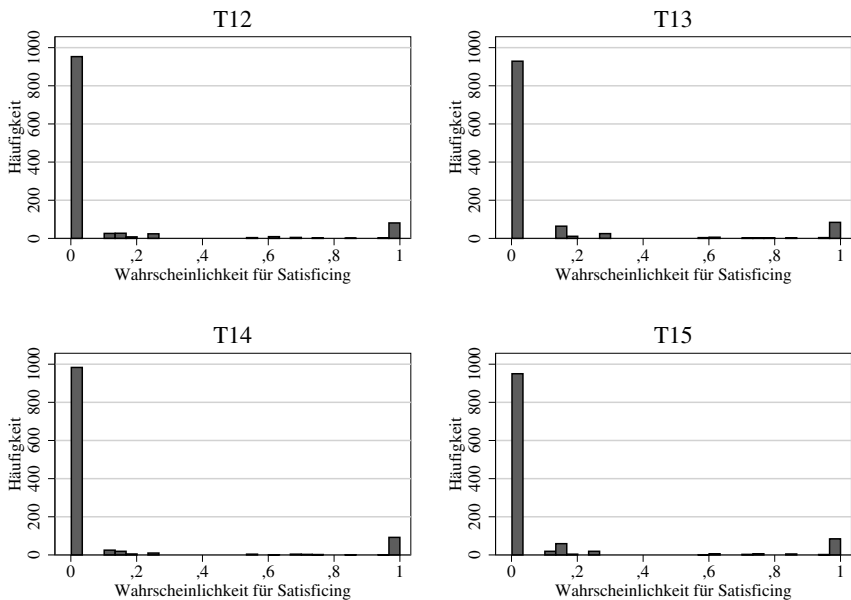 T12
Häufigkeit
0 200 400 600 800 1000
0 ,2 ,4 ,6 ,8 1
Wahrscheinlichkeit für Satisficing
T13
Häufigkeit
0 200 400 600 800 1000
0 ,2 ,4 ,6 ,8 1
Wahrscheinlichkeit für Satisficing
T14
Häufigkeit
0 200 400 600 800 1000
0 ,2 ,4 ,6 ,8 1
Wahrscheinlichkeit für Satisficing
T15
Häufigkeit
0 200 400 600 800 1000
0 ,2 ,4 ,6 ,8 1
Wahrscheinlichkeit für Satisficing